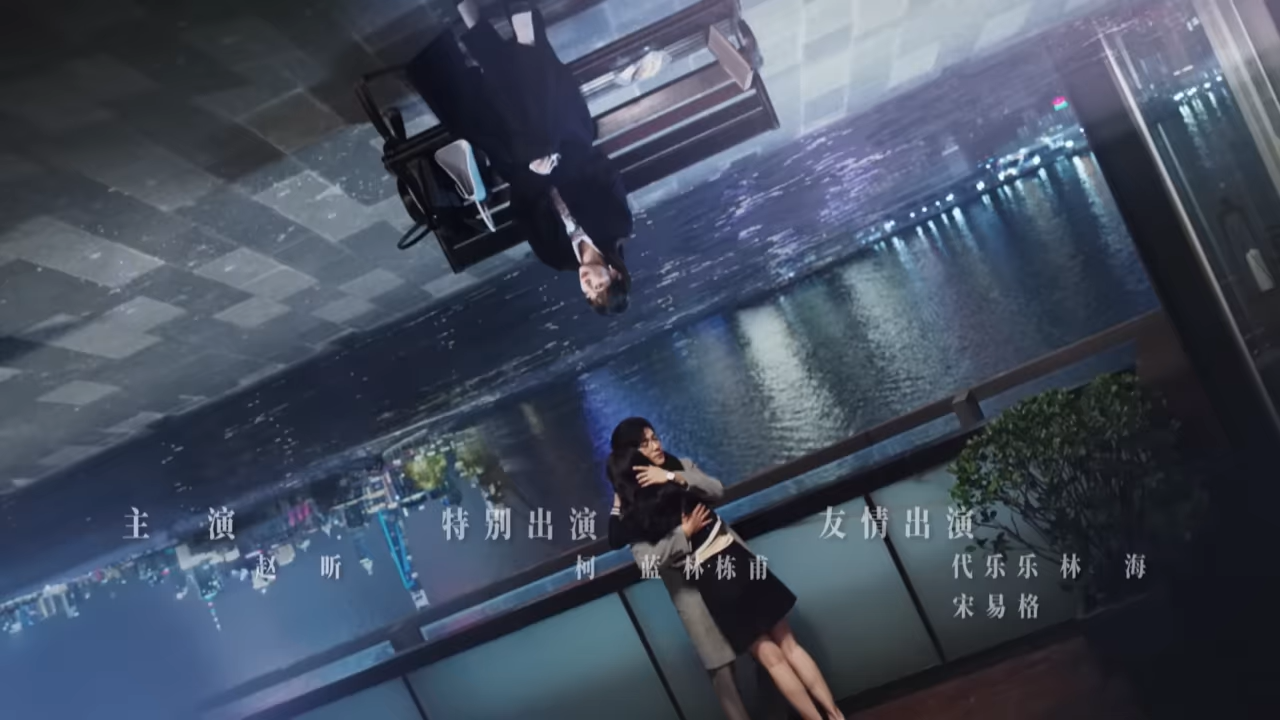 主 演 特别出演 友情出演
赵 昕 柯 蓝 林栋甫 代乐乐 林 海
宋易格